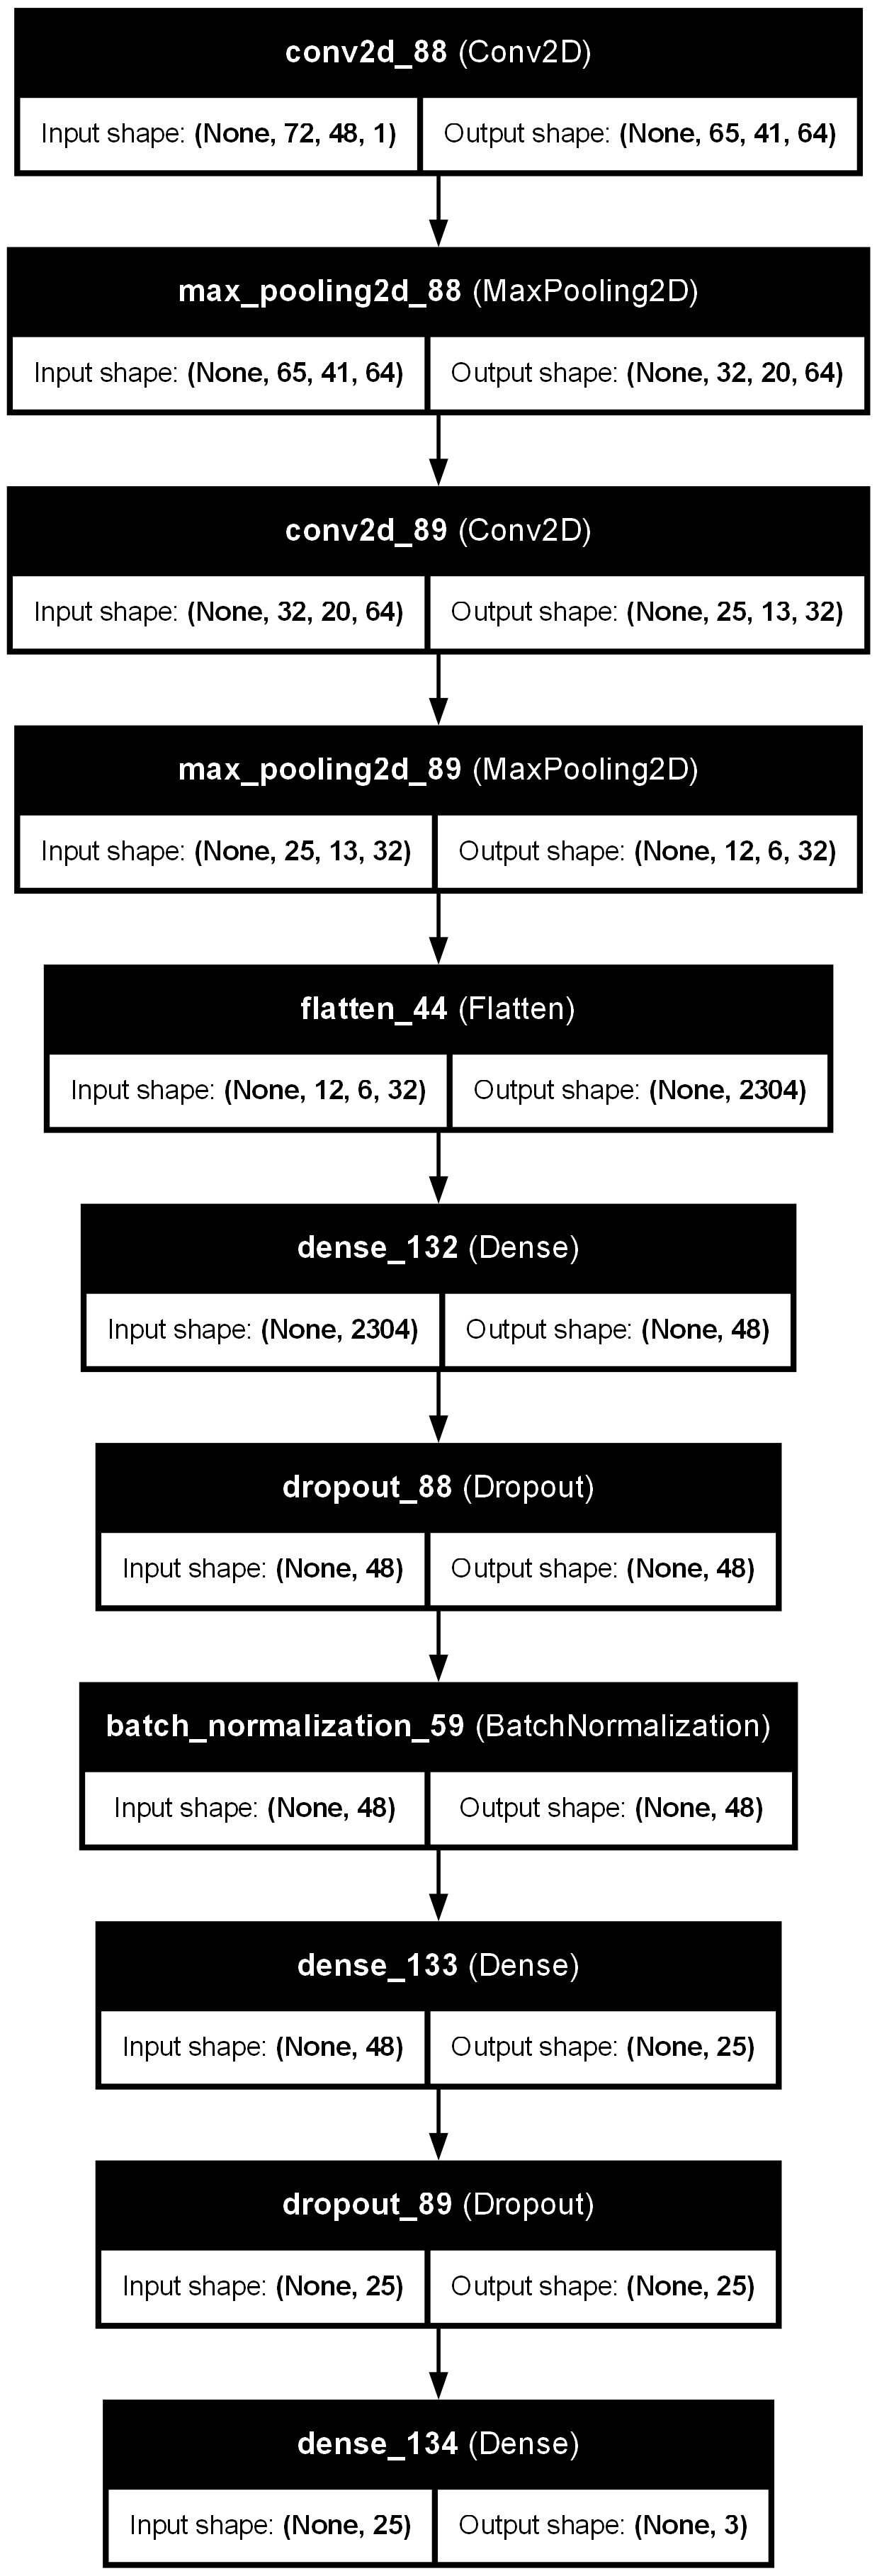 conv2d_88 (Conv2D)
Input shape: (None, 72, 48, 1) Output shape: (None, 65, 41, 64)
max_pooling2d_88 (MaxPooling2D)
Input shape: (None, 65, 41, 64) Output shape: (None, 32, 20, 64)
conv2d_89 (Conv2D)
Input shape: (None, 32, 20, 64) Output shape: (None, 25, 13, 32)
max_pooling2d_89 (MaxPooling2D)
Input shape: (None, 25, 13, 32) Output shape: (None, 12, 6, 32)
flatten_44 (Flatten)
Input shape: (None, 12, 6, 32) Output shape: (None, 2304)
dense_132 (Dense)
Input shape: (None, 2304) Output shape: (None, 48)
dropout_88 (Dropout)
Input shape: (None, 48) Output shape: (None, 48)
batch_normalization_59 (BatchNormalization)
Input shape: (None, 48) Output shape: (None, 48)
dense_133 (Dense)
Input shape: (None, 48) Output shape: (None, 25)
dropout_89 (Dropout)
Input shape: (None, 25) Output shape: (None, 25)
dense_134 (Dense)
Input shape: (None, 25) Output shape: (None, 3)